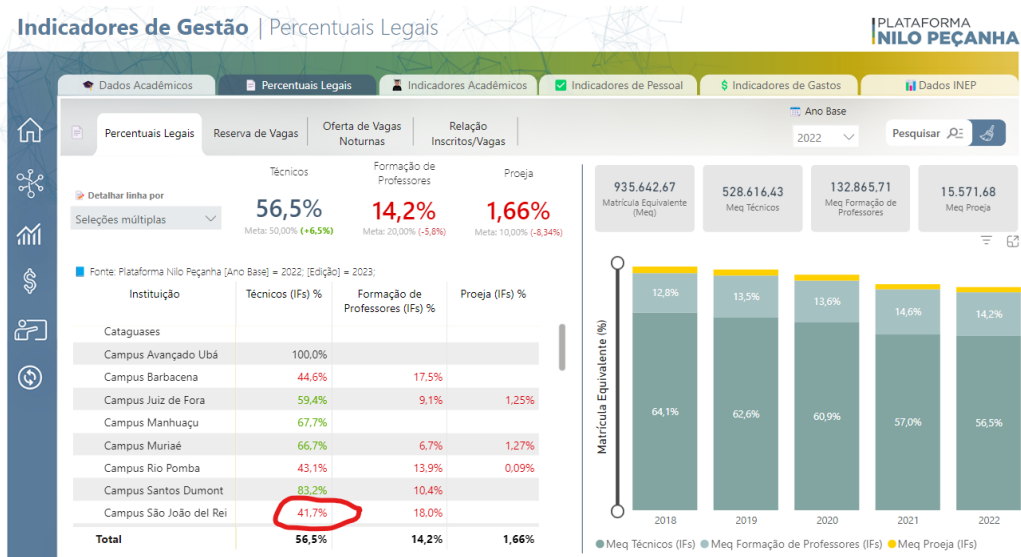 Indicadores de Gestão | Percentuais Legais
PLATAFORMA
NILO PEÇANHA
Dados Acadêmicos
Percentuais Legais
Indicadores Acadêmicos
Indicadores de Pessoal
Indicadores de Gastos
Dados INEP
Percentuais Legais
Reserva de Vagas
Oferta de Vagas
Noturnas
Relação
Inscritos/Vagas
Ano Base
2022
Pesquisar
Detalhar linha por
Seleções múltiplas
Técnicos
56,5%
Meta: 50,00% (+6,5%)
Formação de
Professores
14,2%
Meta: 20,00% (-5,8%)
Proeja
1,66%
Meta: 10,00% (-8,34%)
935.642,67
Matrícula Equivalente
(Meq)
528.616,43
Meq Técnicos
132.865,71
Meq Formação de
Professores
15.571,68
Meq Proeja
Fonte: Plataforma Nilo Peçanha [Ano Base] = 2022; [Edição] = 2023;
Instituição Técnicos (IFs) % Formação de Professores (IFs) % Proeja (IFs) %
Cataguases
Campus Avançado Ubá 100,0%
Campus Barbacena 44,6% 17,5%
Campus Juiz de Fora 59,4% 9,1% 1,25%
Campus Manhuaçu 67,7%
Campus Muriaé 66,7% 6,7% 1,27%
Campus Rio Pomba 43,1% 13,9% 0,09%
Campus Santos Dumont 83,2% 10,4%
Campus São João del Rei 41,7% 18,0%
Total 56,5% 14,2% 1,66%
Matrícula Equivalente (%)
12,8% 13,5% 13,6% 14,6% 14,2%
64,1% 62,6% 60,9% 57,0% 56,5%
2018 2019 2020 2021 2022
Meq Técnicos (IFs) Meq Formação de Professores (IFs) Meq Proeja (IFs)